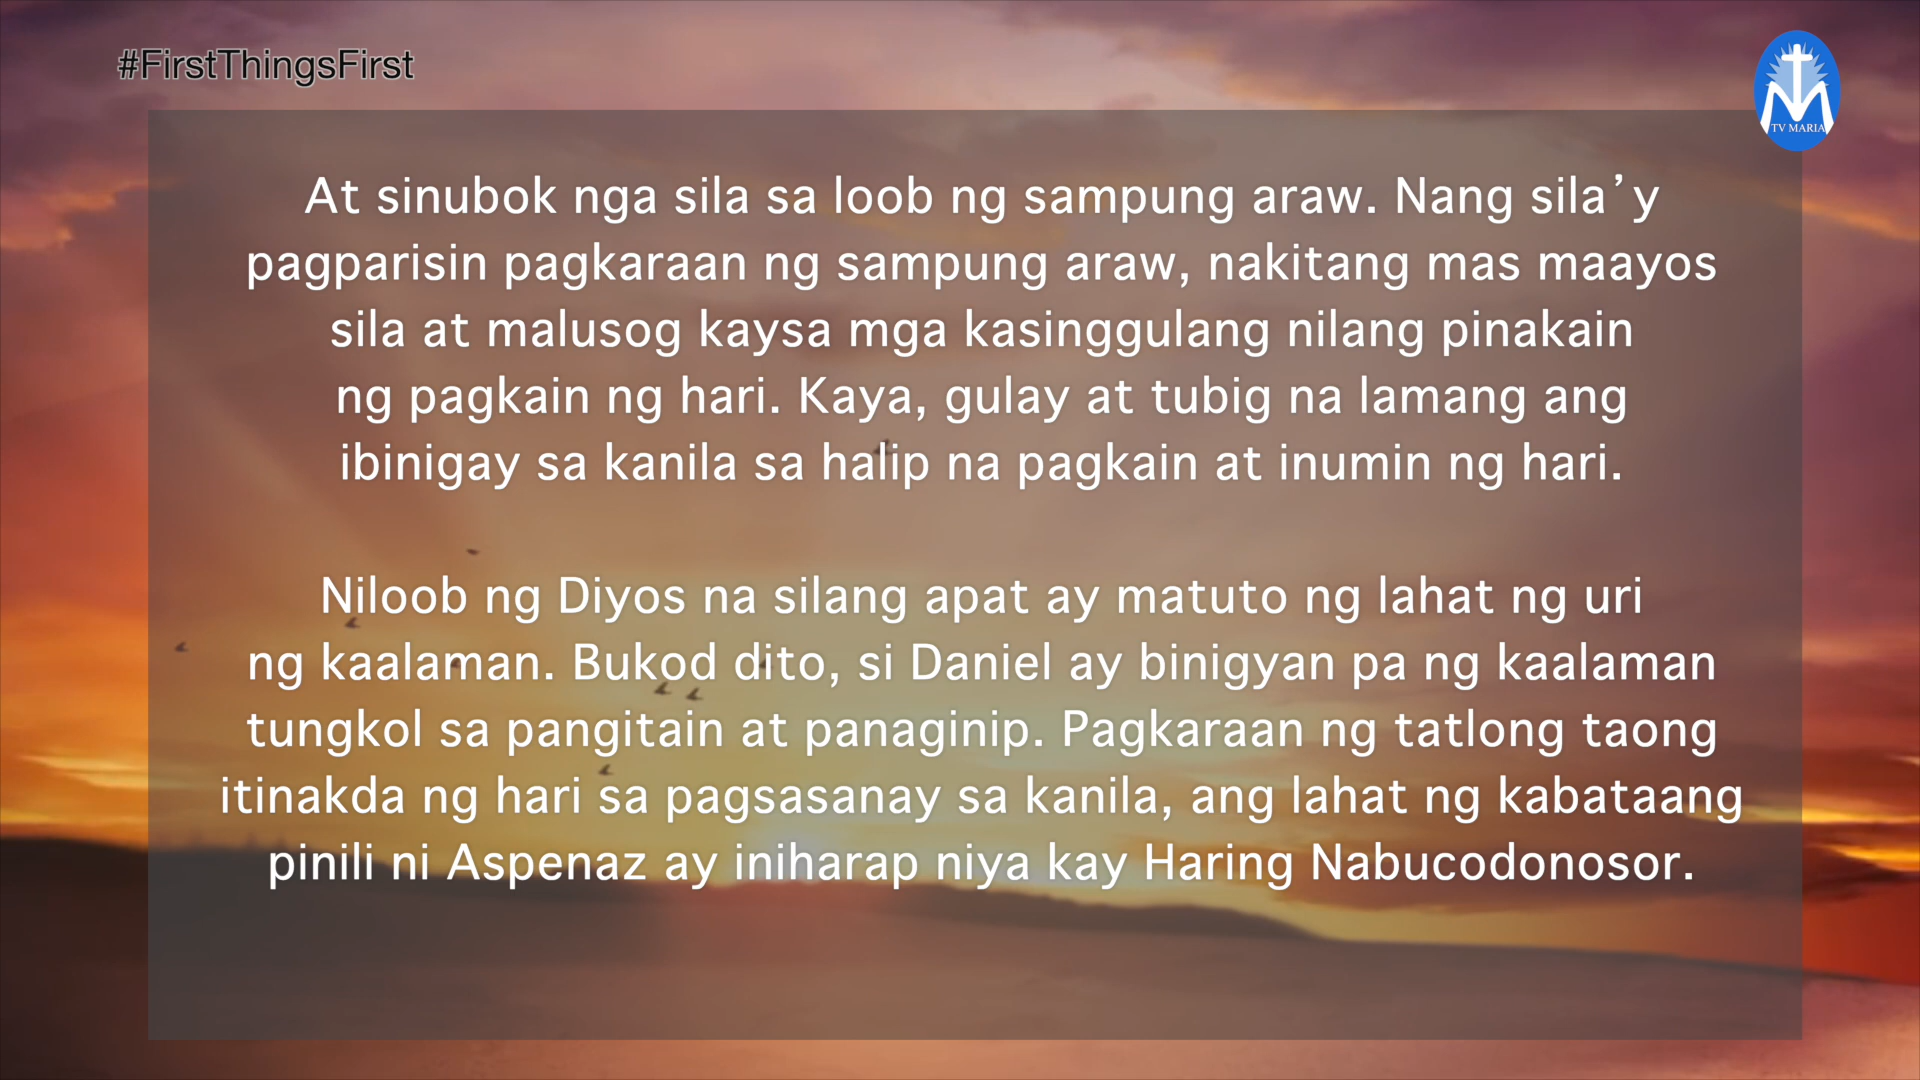 #FirstThingsFirst
TV MARIA
At sinubok nga sila sa loob ng sampung araw. Nang sila’y
pagparisin pagkaraan ng sampung araw, nakitang mas maayos
sila at malusog kaysa mga kasinggulang nilang pinakain
ng pagkain ng hari. Kaya, gulay at tubig na lamang ang
ibinigay sa kanila sa halip na pagkain at inumin ng hari.
Niloob ng Diyos na silang apat ay matuto ng lahat ng uri
ng kaalaman. Bukod dito, si Daniel ay binigyan pa ng kaalaman
tungkol sa pangitain at panaginip. Pagkaraan ng tatlong taong
itinakda ng hari sa pagsasanay sa kanila, ang lahat ng kabataang
pinili ni Aspenaz ay iniharap niya kay Haring Nabucodonosor.